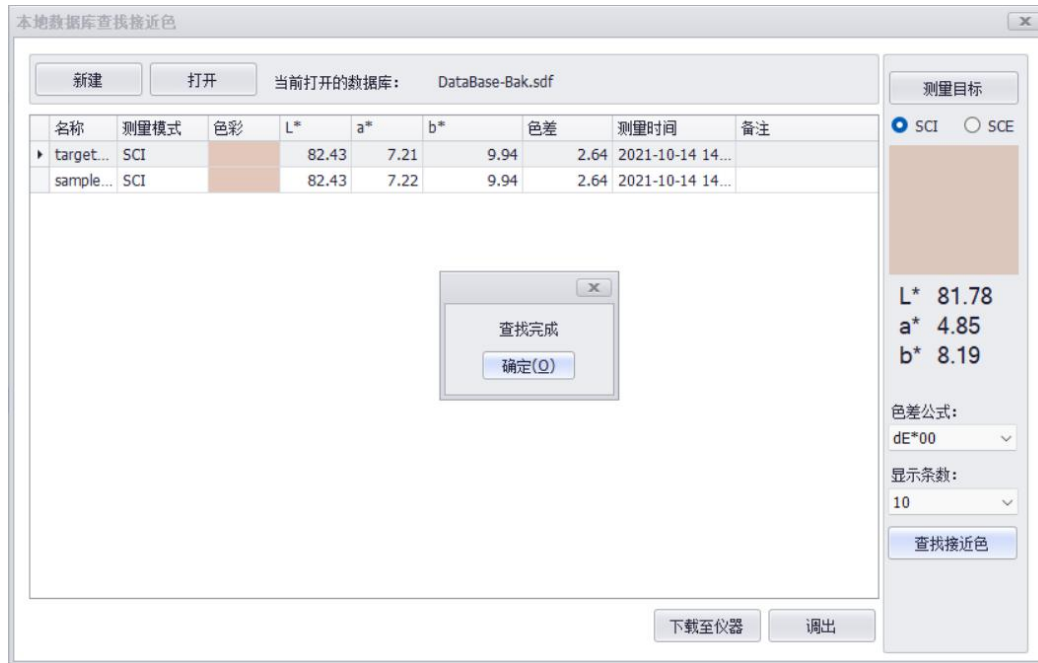 本地数据库查找接近色
新建 打开 当前打开的数据库: DataBase-Bak.sdf
名称 测量模式 色彩 L* a* b* 色差 测量时间 备注
target... SCI 82.43 7.21 9.94 2.64 2021-10-14 14...
sample... SCI 82.43 7.22 9.94 2.64 2021-10-14 14...
查找完成
确定(O)
测量目标
SCI SCE
L* 81.78
a* 4.85
b* 8.19
色差公式:
dE*00
显示条数:
10
查找接近色
下载至仪器 调出